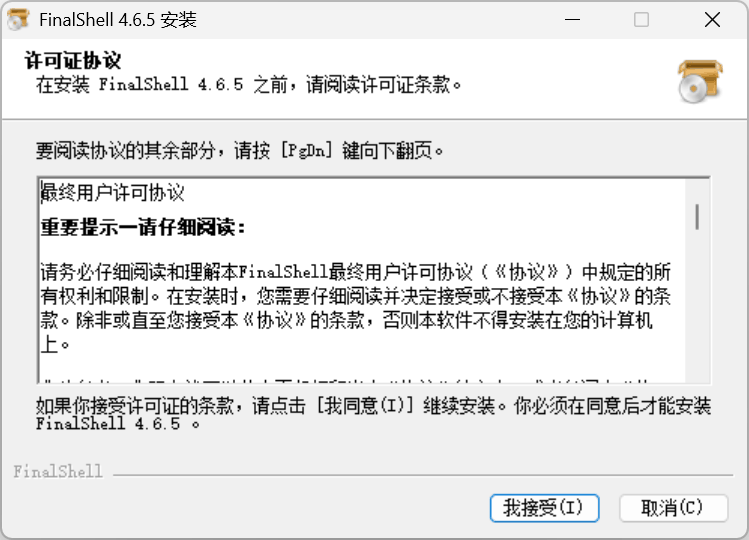 FinalShell 4.6.5 安装
许可证协议
在安装 FinalShell 4.6.5 之前，请阅读许可证条款。
要阅读协议的其余部分，请按 [PgDn] 键向下翻页。
最终用户许可协议
重要提示—请仔细阅读：
请务必仔细阅读和理解本FinalShell最终用户许可协议（《协议》）中规定的所
有权利和限制。在安装时，您需要仔细阅读并决定接受或不接受本《协议》的条
款。除非或直至您接受本《协议》的条款，否则本软件不得安装在您的计算机
上。
如果你接受许可证的条款，请点击 [我同意(I)] 继续安装。你必须在同意后才能安装
FinalShell 4.6.5 。
FinalShell
我接受(I)
取消(C)